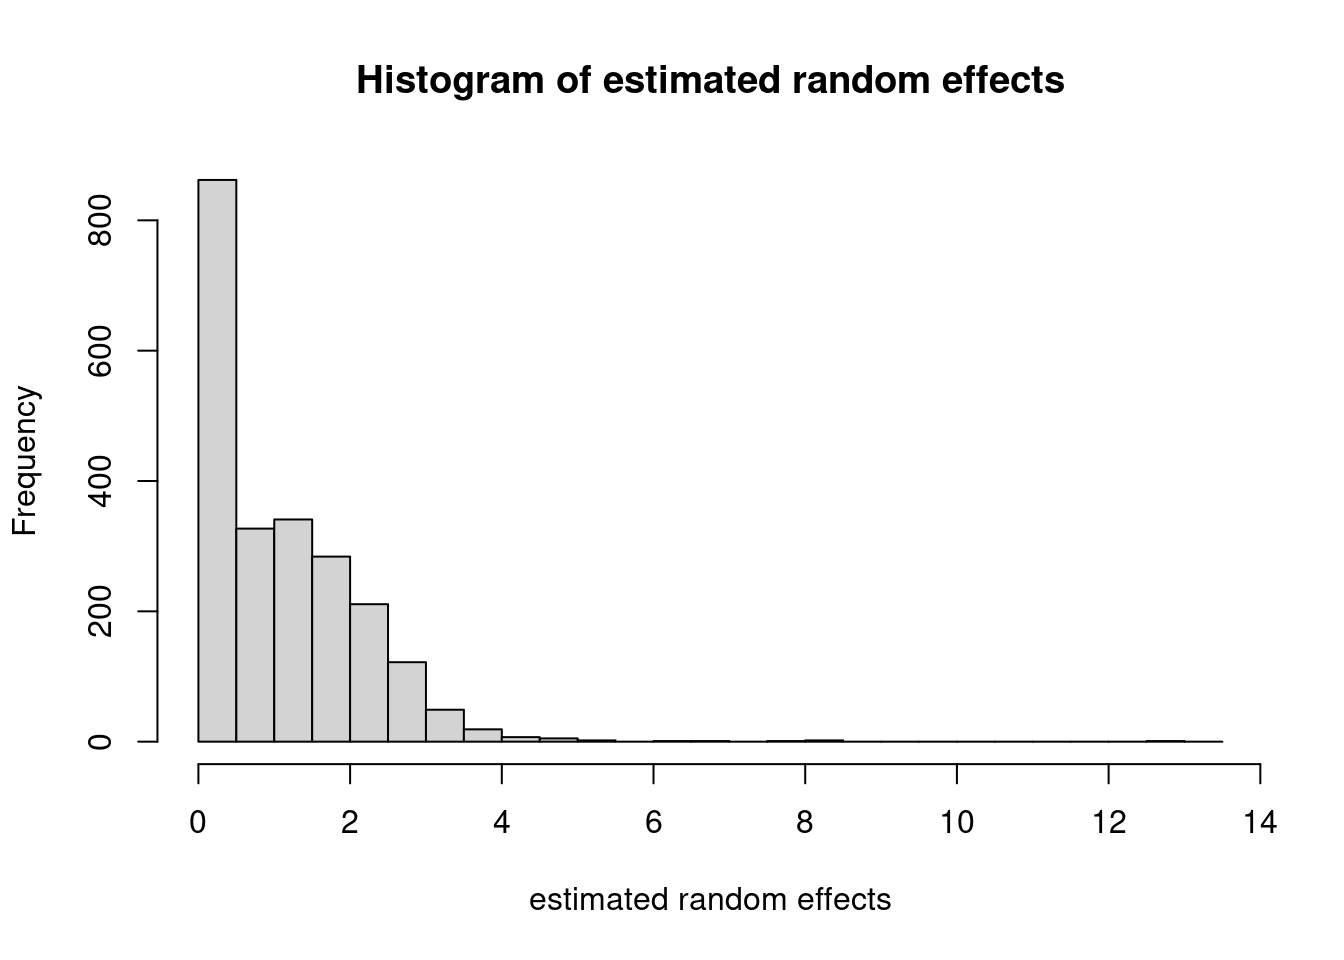 Histogram of estimated random effects
Frequency
800
600
400
200
0
0 2 4 6 8 10 12 14
estimated random effects